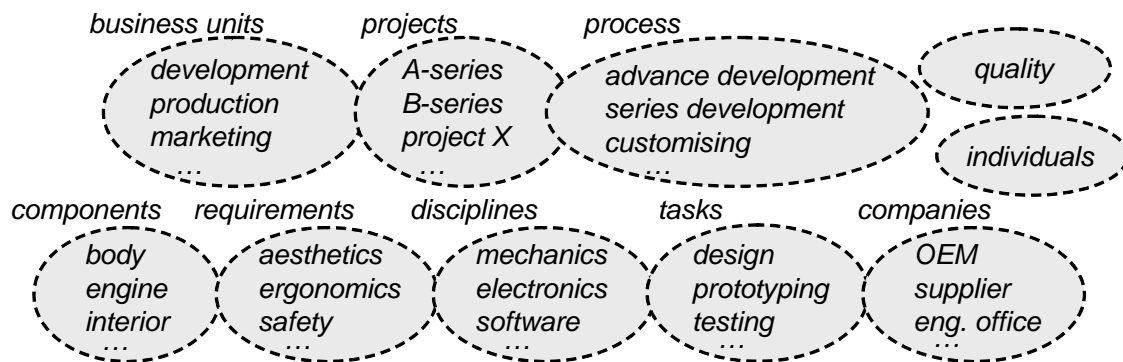 business units
projects
process
development
production
marketing
...
A-series
B-series
project X
...
advance development
series development
customising
...
quality
individuals
components
requirements
disciplines
tasks
companies
body
engine
interior
...
aesthetics
ergonomics
safety
...
mechanics
electronics
software
...
design
prototyping
testing
...
OEM
supplier
eng. office
...